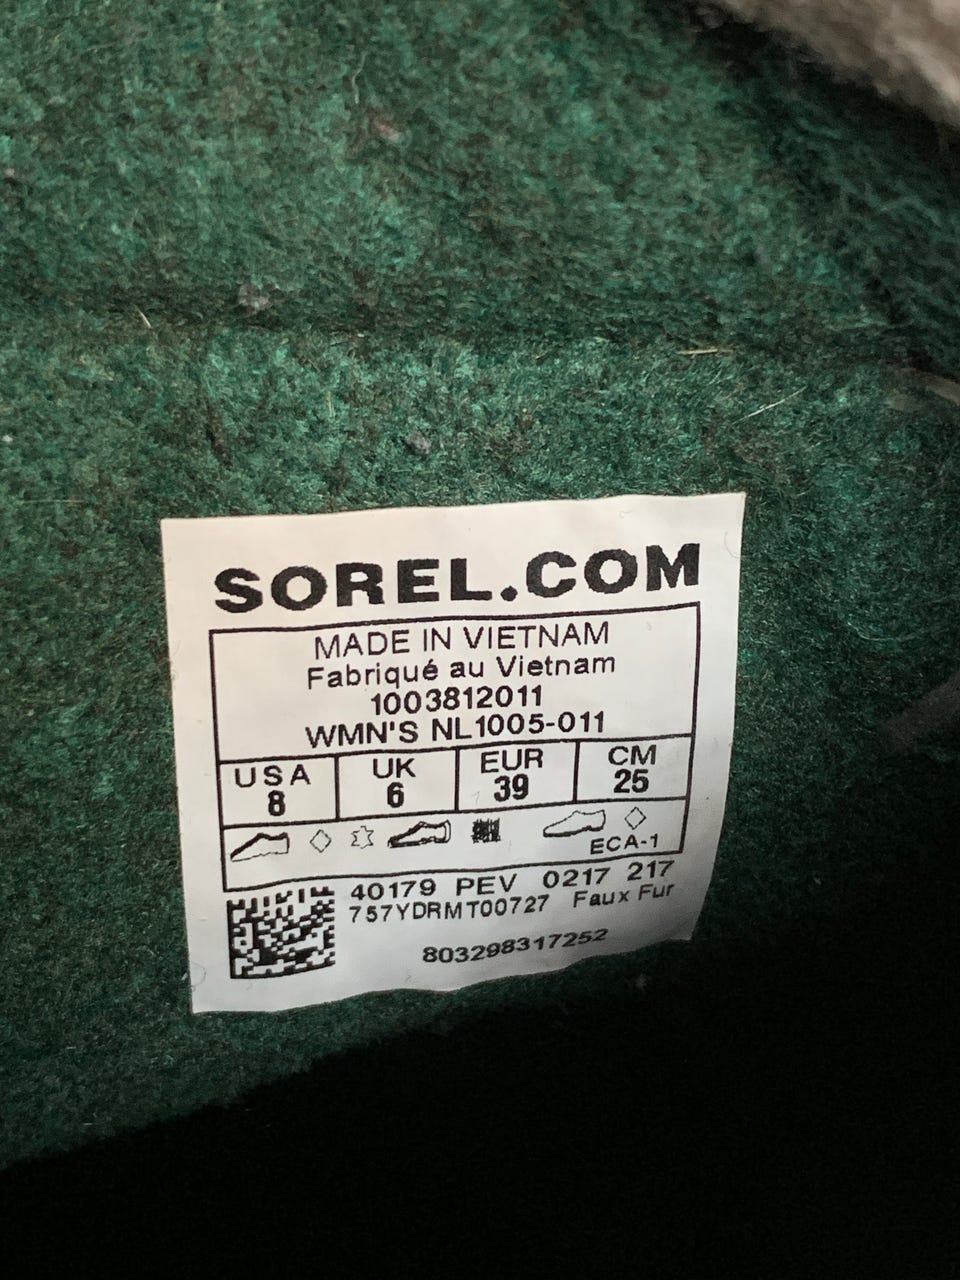 SOREL.COM
MADE IN VIETNAM
Fabriqué au Vietnam
1003812011
WMN'S NL1005-011
USA UK EUR CM
8 6 39 25
ECA-1
40179 PEV 0217 217
757YDRMT00727 Faux Fur
803298317252